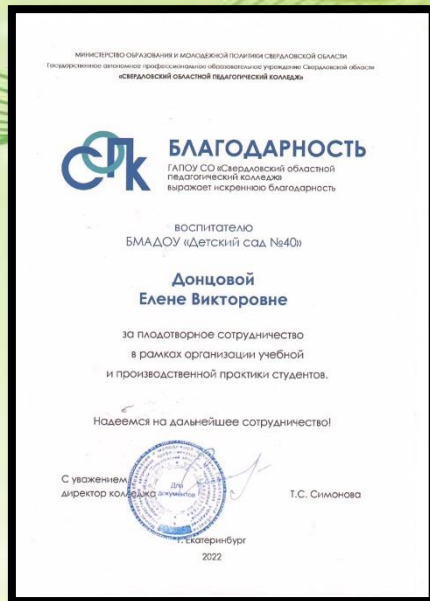 МИНИСТЕРСТВО ОБРАЗОВАНИЯ И МОЛОДЕЖНОЙ ПОЛИТИКИ СВЕРДЛОВСКОЙ ОБЛАСТИ
Государственное автономное профессиональное образовательное учреждение Свердловской области
«СВЕРДЛОВСКИЙ ОБЛАСТНОЙ ПЕДАГОГИЧЕСКИЙ КОЛЛЕДЖ»
СОПК
БЛАГОДАРНОСТЬ
ГАПОУ СО «Свердловский областной
педагогический колледж»
выражает искреннюю благодарность
воспитателю
БМАДОУ «Детский сад №40»
Донцовой
Елене Викторовне
за плодотворное сотрудничество
в рамках организации учебной
и производственной практики студентов.
Надеемся на дальнейшее сотрудничество!
С уважением,
директор колледжа
Т.С. Симонова
Для
документов
г. Екатеринбург
2022